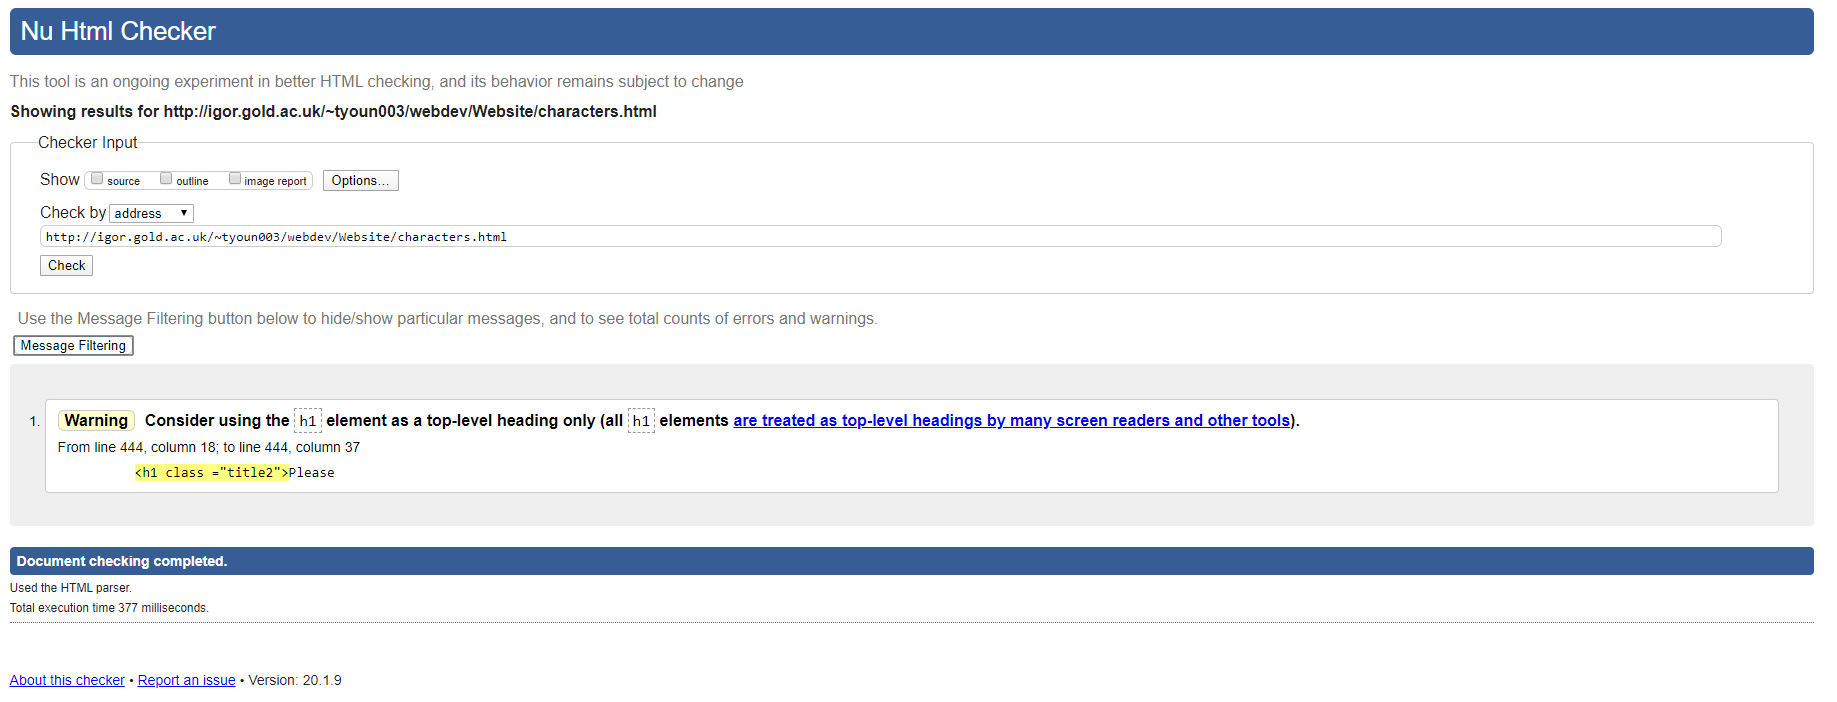 Nu Html Checker
This tool is an ongoing experiment in better HTML checking, and its behavior remains subject to change
Showing results for http://igor.gold.ac.uk/~tyoun003/webdev/Website/characters.html
Checker Input
Show source outline image report Options...
Check by address
http://igor.gold.ac.uk/~tyoun003/webdev/Website/characters.html
Check
Use the Message Filtering button below to hide/show particular messages, and to see total counts of errors and warnings.
Message Filtering
1. Warning Consider using the h1 element as a top-level heading only (all h1 elements are treated as top-level headings by many screen readers and other tools).
From line 444, column 18; to line 444, column 37
<h1 class ="title2">Please
Document checking completed.
Used the HTML parser.
Total execution time 377 milliseconds.
About this checker • Report an issue • Version: 20.1.9